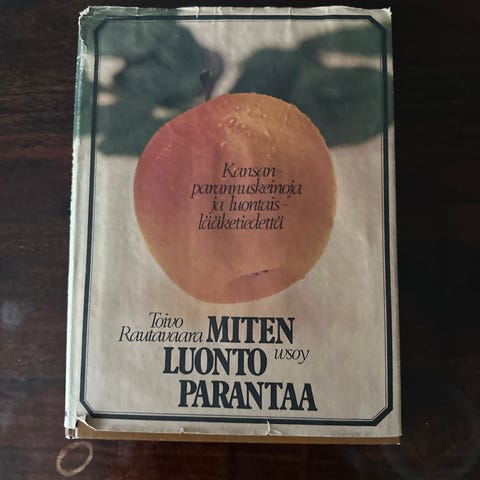 Kansan-
parannuskeinoja
ja luontais-
lääketiedettä
Toivo
Rautavaara MITEN
LUONTO wsoy
PARANTAA